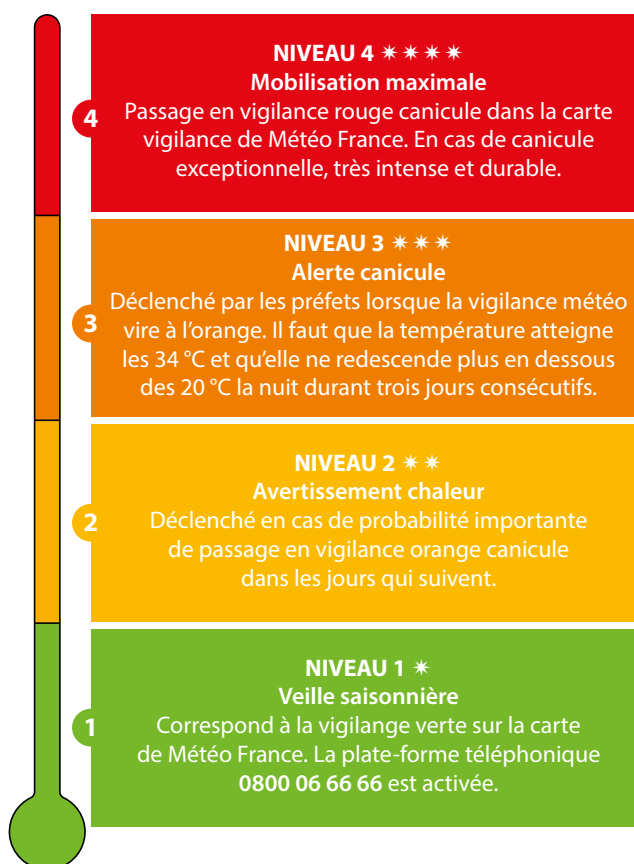 NIVEAU 4 ✶ ✶ ✶ ✶
Mobilisation maximale
4
Passage en vigilance rouge canicule dans la carte
vigilance de Météo France. En cas de canicule
exceptionnelle, très intense et durable.
NIVEAU 3 ✶ ✶ ✶
Alerte canicule
3
Déclenché par les préfets lorsque la vigilance météo
vire à l’orange. Il faut que la température atteigne
les 34 °C et qu’elle ne redescende plus en dessous
des 20 °C la nuit durant trois jours consécutifs.
NIVEAU 2 ✶ ✶
Avertissement chaleur
2
Déclenché en cas de probabilité importante
de passage en vigilance orange canicule
dans les jours qui suivent.
NIVEAU 1 ✶
Veille saisonnière
1
Correspond à la vigilange verte sur la carte
de Météo France. La plate-forme téléphonique
0800 06 66 66 est activée.